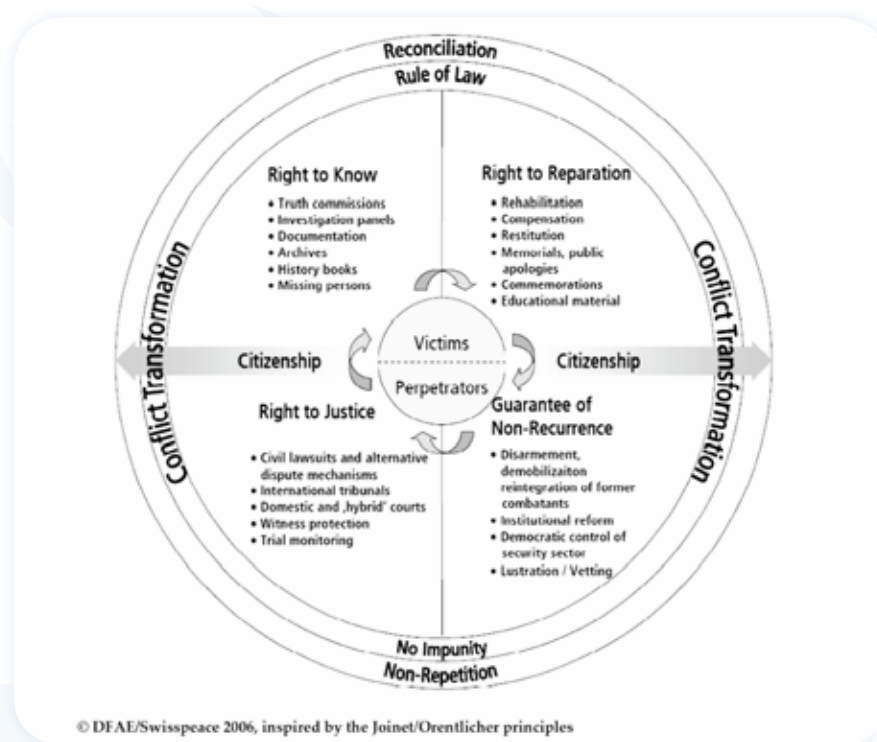 Reconciliation
Rule of Law
Conflict Transformation
Conflict Transformation
Right to Know
• Truth commissions
• Investigation panels
• Documentation
• Archives
• History books
• Missing persons
Right to Reparation
• Rehabilitation
• Compensation
• Restitution
• Memorials, public
apologies
• Commemorations
• Educational material
Victims
Perpetrators
Citizenship
Citizenship
Right to Justice
• Civil lawsuits and alternative
dispute mechanisms
• International tribunals
• Domestic and ‚hybrid' courts
• Witness protection
• Trial monitoring
Guarantee of
Non-Recurrence
• Disarmement,
demobilizaiton
reintegration of former
combatants
• Institutional reform
• Democratic control of
security sector
• Lustration / Vetting
No Impunity
Non-Repetition
© DFAE/Swisspeace 2006, inspired by the Joinet/Orentlicher principles